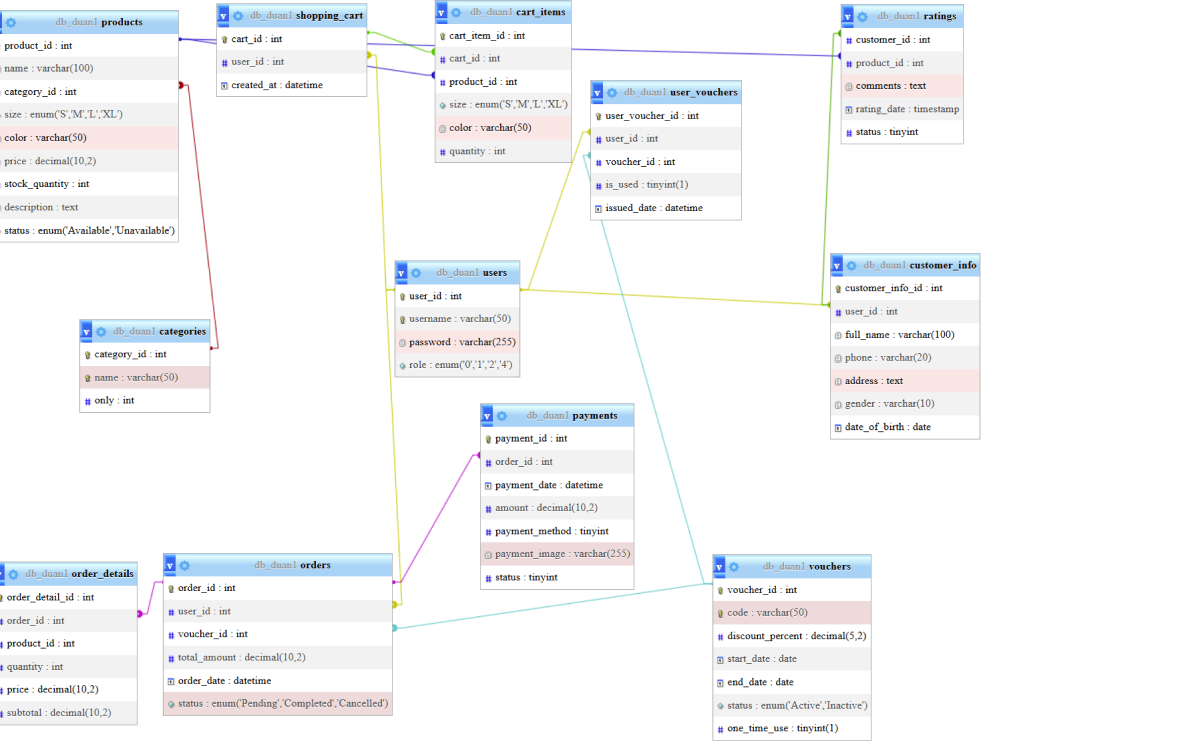 db_duan1 products
product_id : int
name : varchar(100)
category_id : int
size : enum('S','M','L','XL')
color : varchar(50)
price : decimal(10,2)
stock_quantity : int
description : text
status : enum('Available','Unavailable')
v db_duan1 shopping_cart
cart_id : int
# user_id : int
created_at : datetime
v db_duan1 cart_items
cart_item_id : int
# cart_id : int
# product_id : int
size : enum('S','M','L','XL')
color : varchar(50)
# quantity : int
v db_duan1 user_vouchers
user_voucher_id : int
# user_id : int
# voucher_id : int
# is_used : tinyint(1)
issued_date : datetime
v db_duan1 ratings
# customer_id : int
# product_id : int
comments : text
rating_date : timestamp
# status : tinyint
v db_duan1 users
user_id : int
username : varchar(50)
password : varchar(255)
role : enum('0','1','2','4')
v db_duan1 customer_info
customer_info_id : int
# user_id : int
full_name : varchar(100)
phone : varchar(20)
address : text
gender : varchar(10)
date_of_birth : date
v db_duan1 categories
category_id : int
name : varchar(50)
# only : int
v db_duan1 payments
payment_id : int
# order_id : int
payment_date : datetime
# amount : decimal(10,2)
# payment_method : tinyint
payment_image : varchar(255)
# status : tinyint
db_duan1 order_details
order_detail_id : int
order_id : int
product_id : int
quantity : int
price : decimal(10,2)
subtotal : decimal(10,2)
v db_duan1 orders
order_id : int
# user_id : int
# voucher_id : int
# total_amount : decimal(10,2)
order_date : datetime
status : enum('Pending','Completed','Cancelled')
v db_duan1 vouchers
voucher_id : int
code : varchar(50)
# discount_percent : decimal(5,2)
start_date : date
end_date : date
status : enum('Active','Inactive')
# one_time_use : tinyint(1)